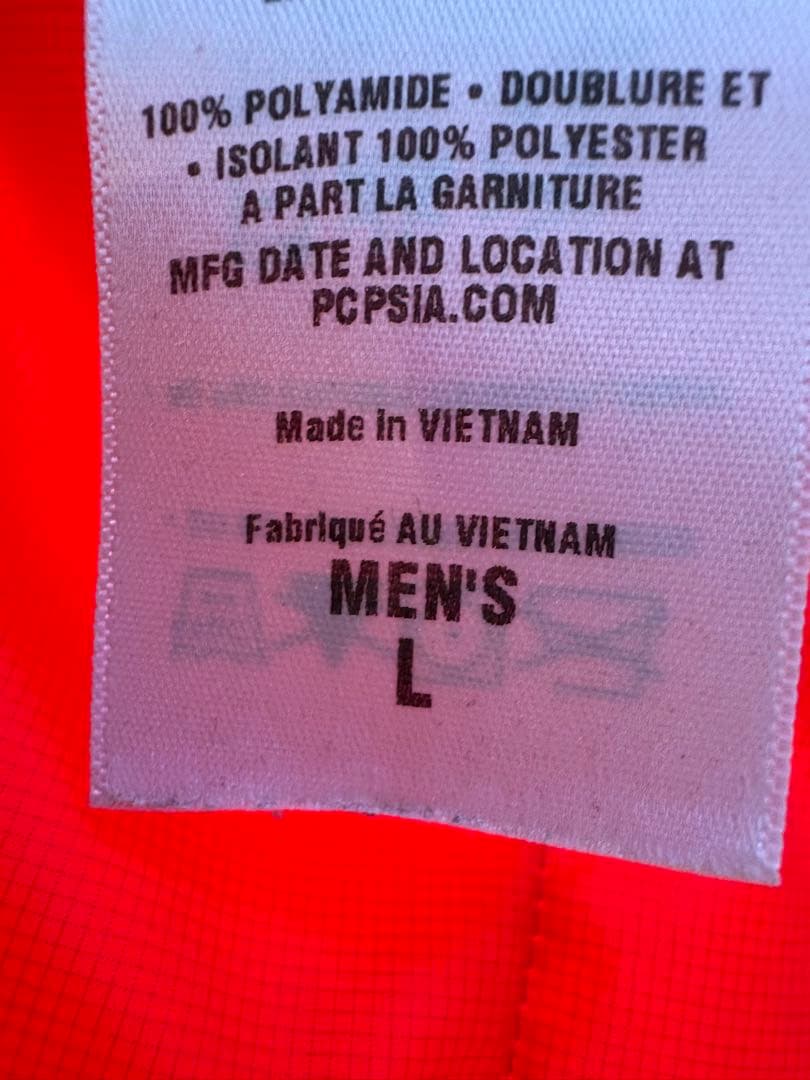 100% POLYAMIDE • DOUBLURE ET
• ISOLANT 100% POLYESTER
A PART LA GARNITURE
MFG DATE AND LOCATION AT
PCPSIA.COM
Made in VIETNAM
Fabriqué AU VIETNAM
MEN'S
L